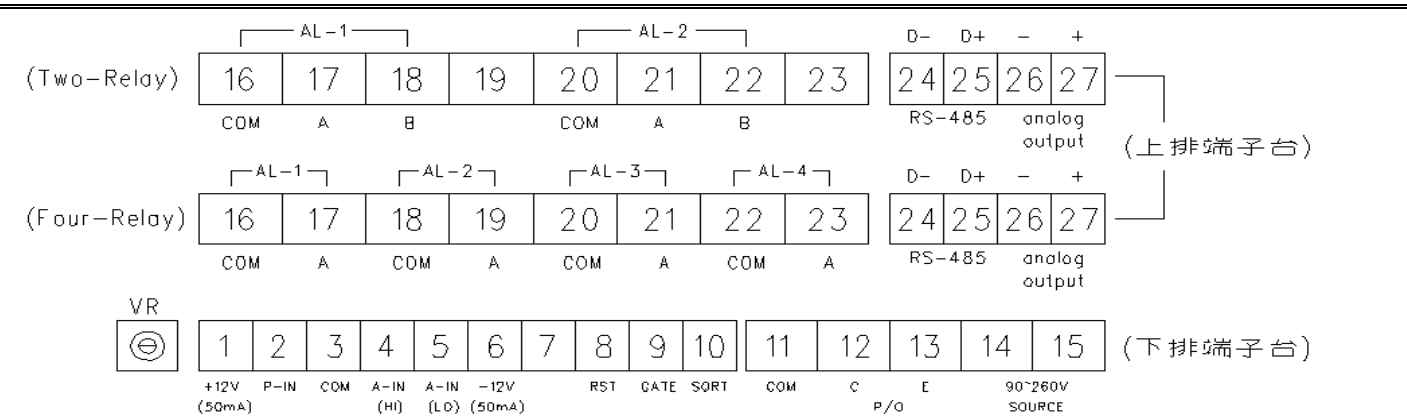 AL-1 AL-2 D- D+ - +
(Two-Relay) 16 17 18 19 20 21 22 23 24 25 26 27
COM A B COM A B RS-485 analog
output
(上排端子台)
AL-1 AL-2 AL-3 AL-4 D- D+ - +
(Four-Relay) 16 17 18 19 20 21 22 23 24 25 26 27
COM A COM A COM A COM A RS-485 analog
output
VR
1 2 3 4 5 6 7 8 9 10 11 12 13 14 15 (下排端子台)
+12V P-IN COM A-IN A-IN -12V RST GATE SQRT COM C E 90~260V
(50mA) (HI) (LO) (50mA) P/O SOURCE